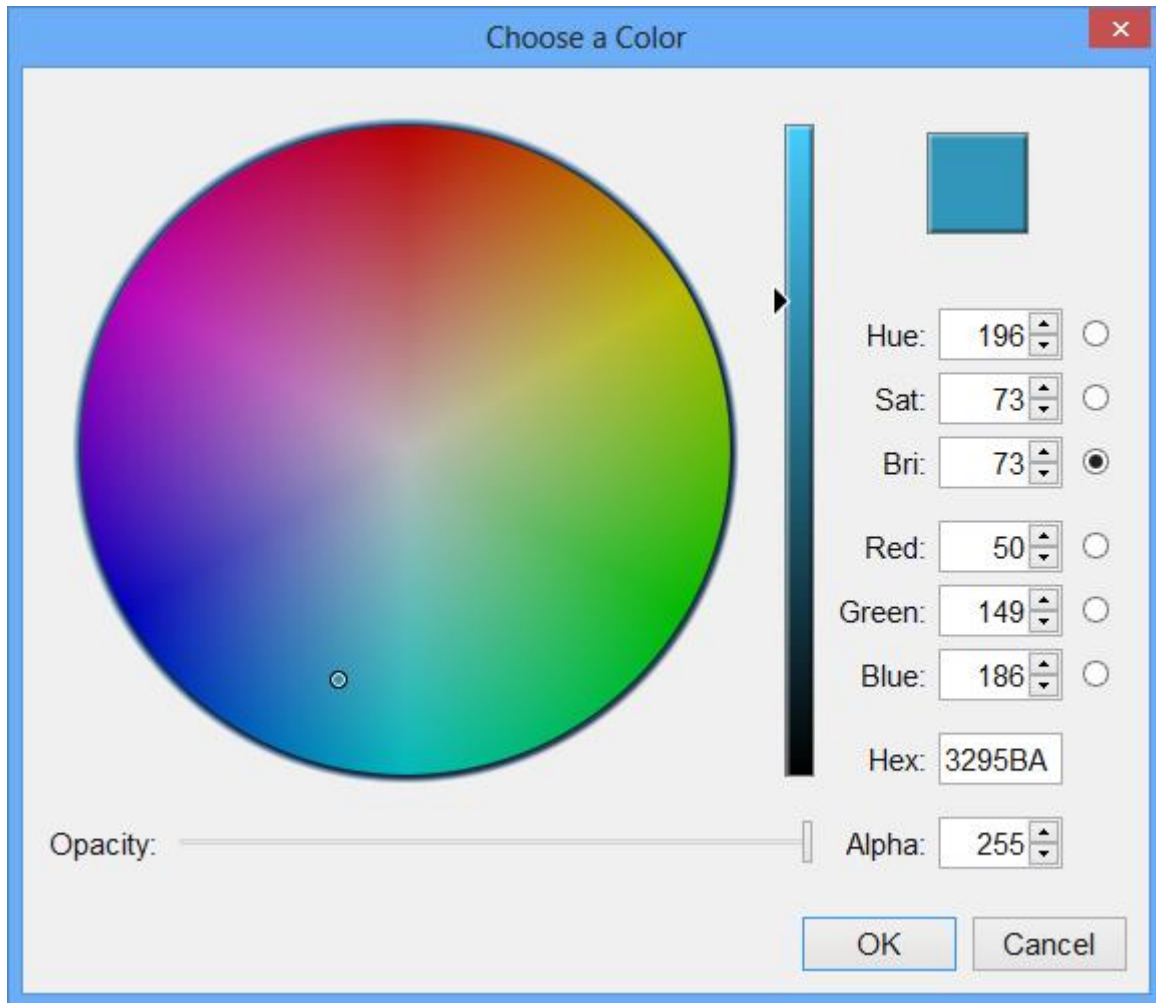 Choose a Color
Hue: 196
Sat: 73
Bri: 73
Red: 50
Green: 149
Blue: 186
Hex: 3295BA
Opacity:
Alpha: 255
OK
Cancel